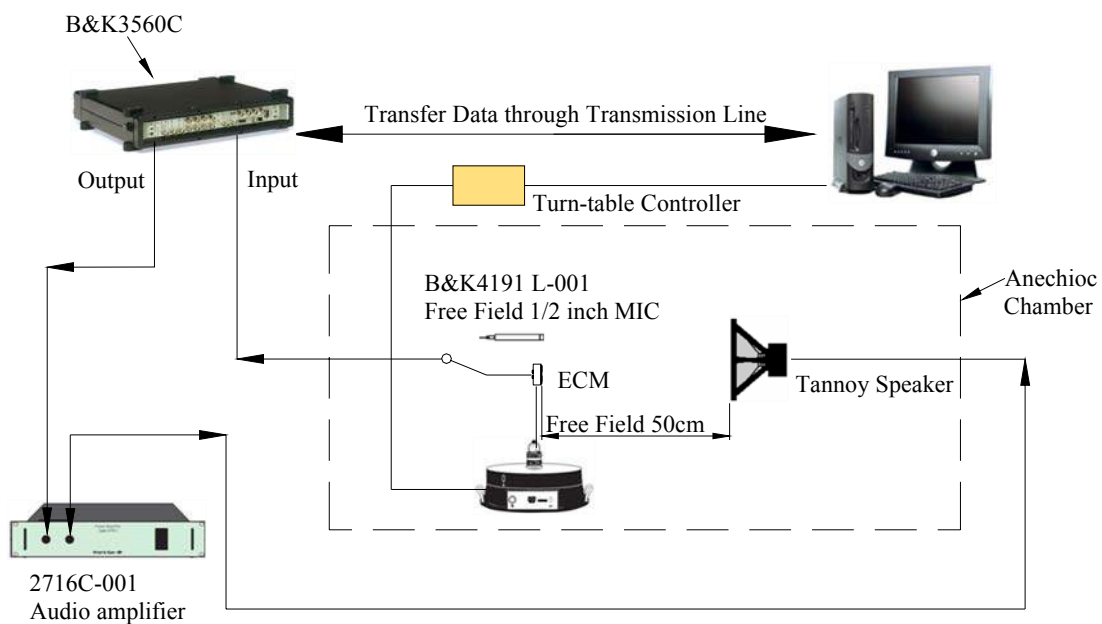 B&K3560C
Transfer Data through Transmission Line
Output
Input
Turn-table Controller
B&K4191 L-001
Free Field 1/2 inch MIC
Anechioc
Chamber
ECM
Tannoy Speaker
Free Field 50cm
2716C-001
Audio amplifier